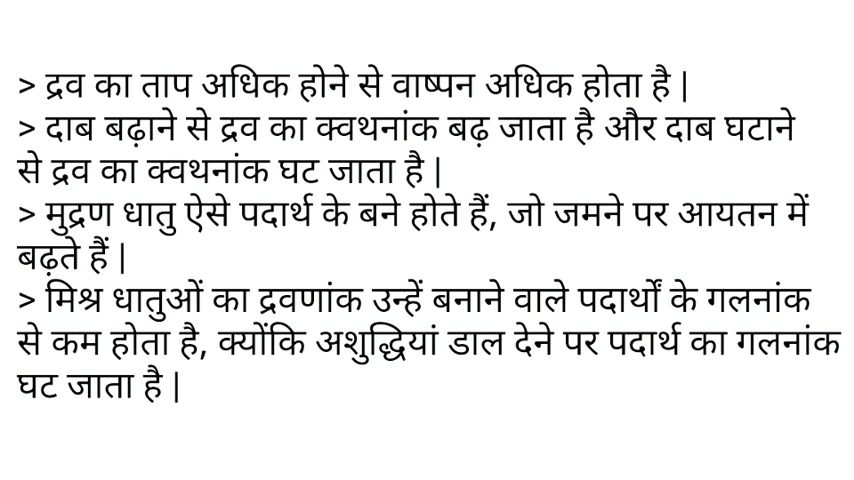 > द्रव का ताप अधिक होने से वाष्पन अधिक होता है |
> दाब बढ़ाने से द्रव का क्वथनांक बढ़ जाता है और दाब घटाने
से द्रव का क्वथनांक घट जाता है |
> मुद्रण धातु ऐसे पदार्थ के बने होते हैं, जो जमने पर आयतन में
बढ़ते हैं |
> मिश्र धातुओं का द्रवणांक उन्हें बनाने वाले पदार्थों के गलनांक
से कम होता है, क्योंकि अशुद्धियां डाल देने पर पदार्थ का गलनांक
घट जाता है |